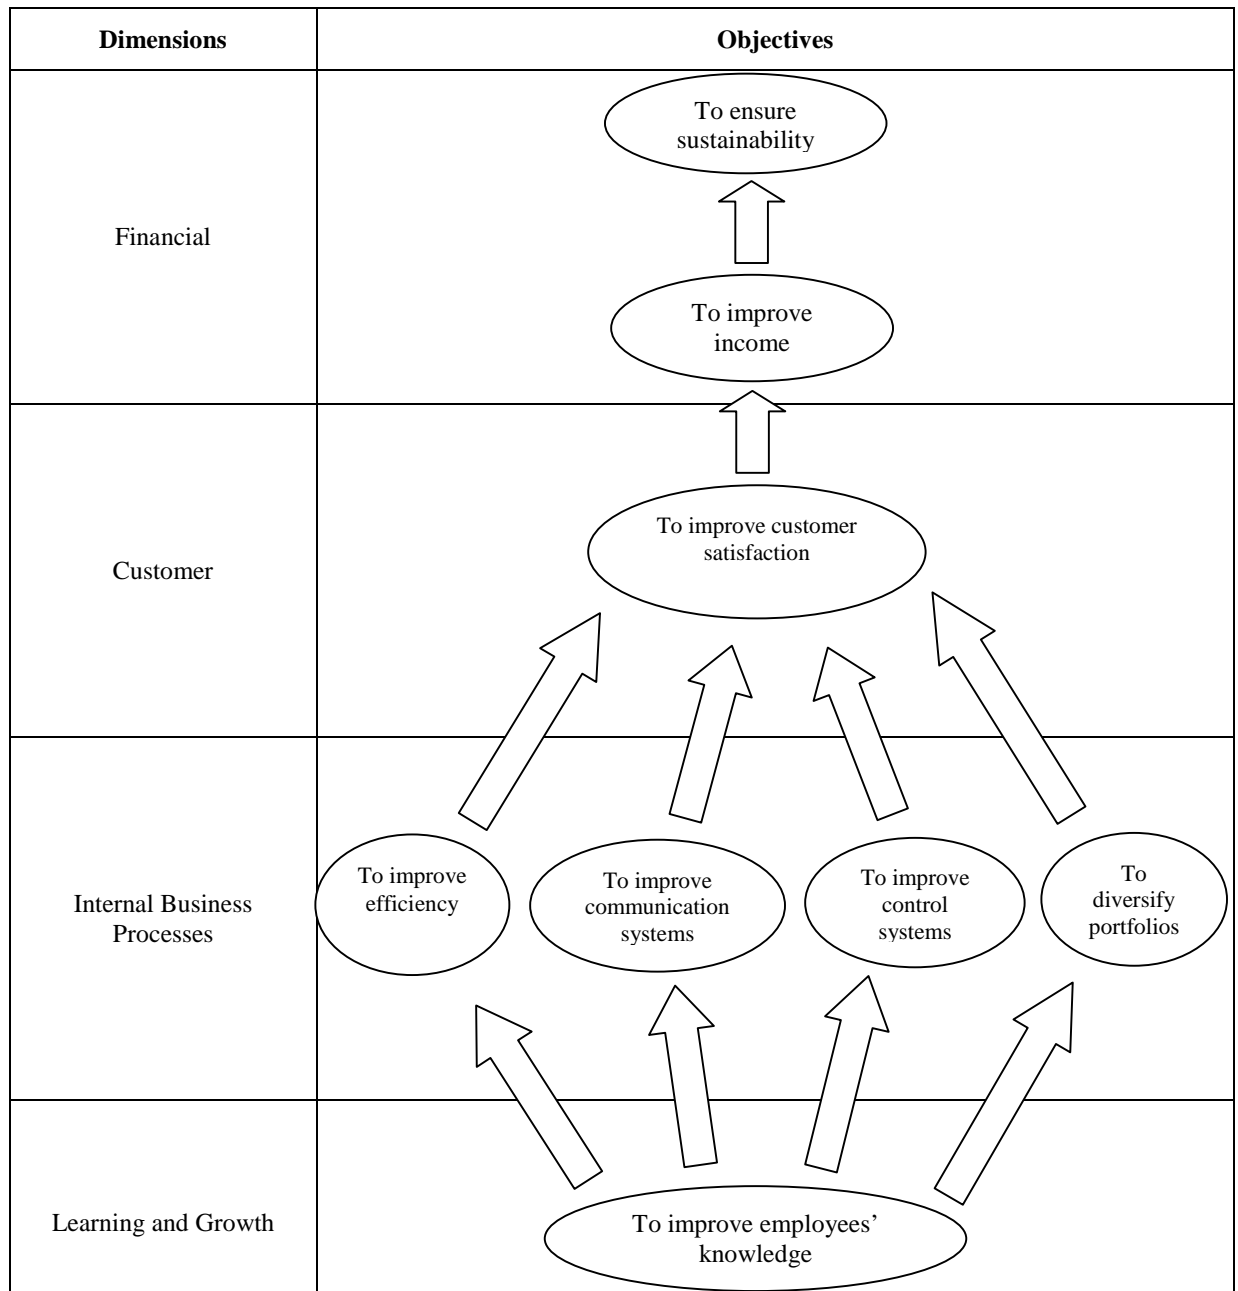 Dimensions
Objectives
Financial
To ensure
sustainability
To improve
income
Customer
To improve customer
satisfaction
Internal Business
Processes
To improve
efficiency
To improve
communication
systems
To improve
control
systems
To
diversify
portfolios
Learning and Growth
To improve employees’
knowledge